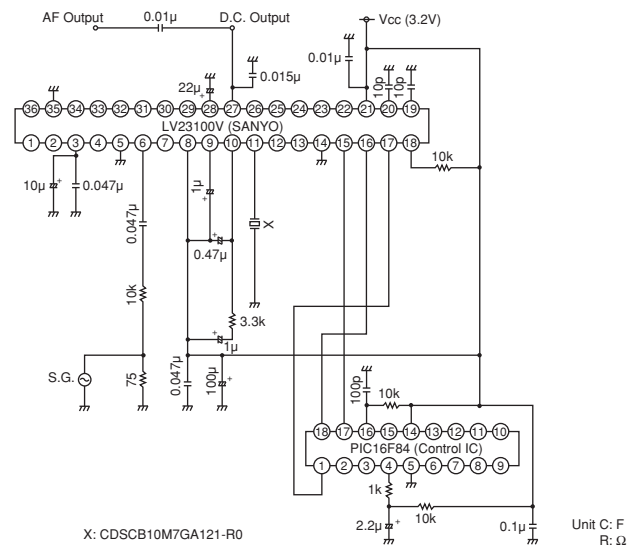 AF Output
0.01μ
D.C. Output
Vcc (3.2V)
0.01μ
0.015μ
22μ
10p
10p
36 35 34 33 32 31 30 29 28 27 26 25 24 23 22 21 20 19
LV23100V (SANYO)
1 2 3 4 5 6 7 8 9 10 11 12 13 14 15 16 17 18
10k
10μ
+
0.047μ
0.047μ
1μ
+
X
+
0.47μ
10k
3.3k
+
1μ
S.G.
75
0.047μ
100μ
+
100p
10k
18 17 16 15 14 13 12 11 10
PIC16F84 (Control IC)
1 2 3 4 5 6 7 8 9
1k
10k
2.2μ
+
0.1μ
X: CDSCB10M7GA121-R0
Unit C: F
R: Ω